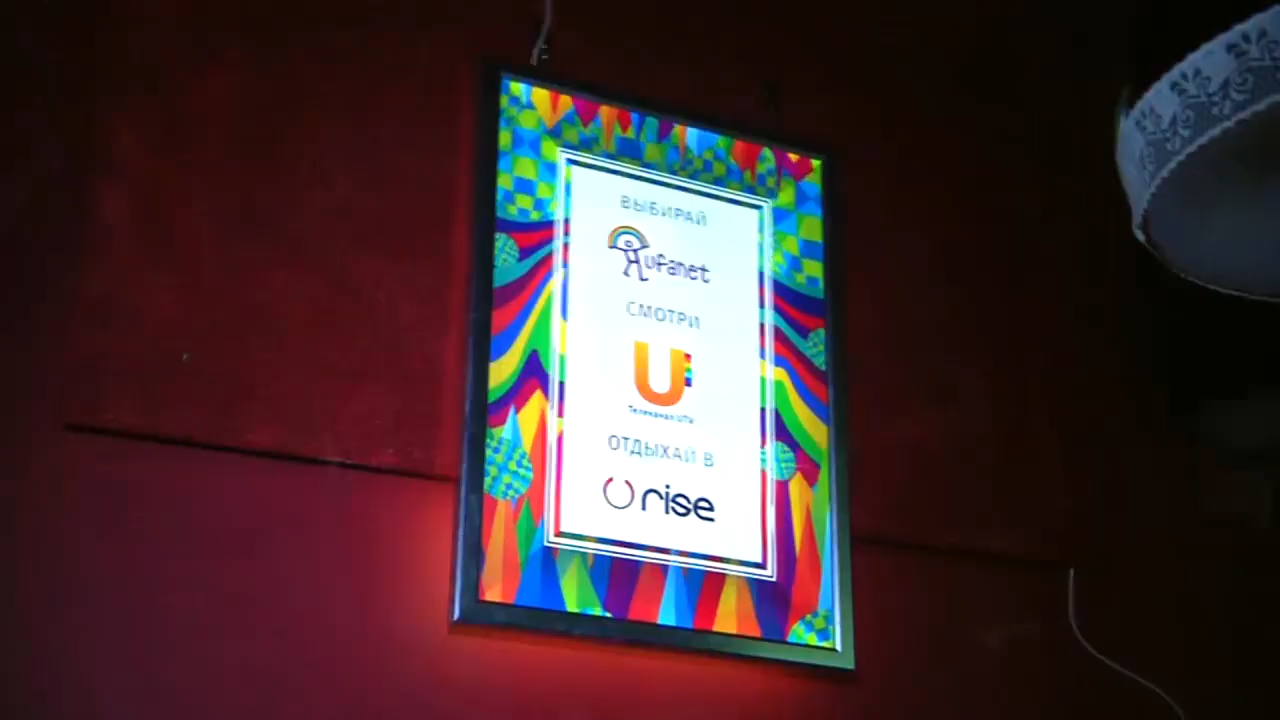 ВЫБИРАЙ
ufanet
СМОТРИ
U
Телеканал UTV
ОТДЫХАЙ В
rise